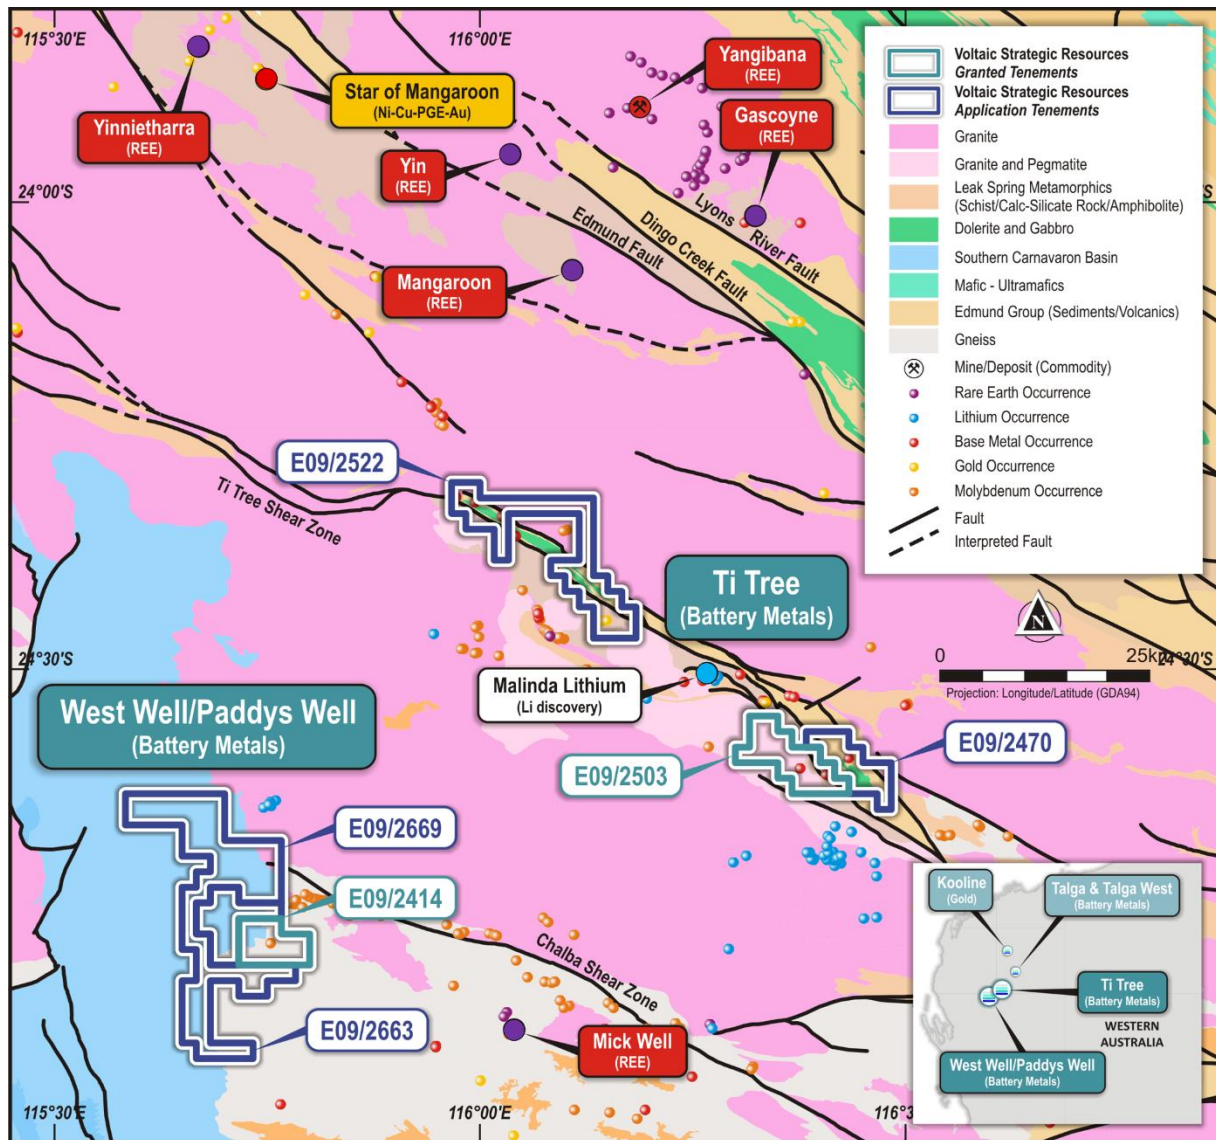 115°30'E
116°00'E
Yinnietharra
(REE)
Star of Mangaroon
(Ni-Cu-PGE-Au)
Yangibana
(REE)
Gascoyne
(REE)
Yin
(REE)
24°00'S
Mangaroon
(REE)
Lyons River Fault
Edmund Fault
Dingo Creek Fault
Voltaic Strategic Resources
Granted Tenements
Voltaic Strategic Resources
Application Tenements
Granite
Granite and Pegmatite
Leak Spring Metamorphics
(Schist/Calc-Silicate Rock/Amphibolite)
Dolerite and Gabbro
Southern Carnavaron Basin
Mafic - Ultramafics
Edmund Group (Sediments/Volcanics)
Gneiss
Mine/Deposit (Commodity)
Rare Earth Occurrence
Lithium Occurrence
Base Metal Occurrence
Gold Occurrence
Molybdenum Occurrence
Fault
Interpreted Fault
E09/2522
Ti Tree Shear Zone
Ti Tree
(Battery Metals)
N
0
25km
24°30'S
Projection: Longitude/Latitude (GDA94)
24°30'S
Malinda Lithium
(Li discovery)
West Well/Paddys Well
(Battery Metals)
E09/2503
E09/2470
E09/2669
E09/2414
E09/2663
Chalba Shear Zone
Mick Well
(REE)
Kooline
(Gold)
Talga & Talga West
(Battery Metals)
Ti Tree
(Battery Metals)
WESTERN
AUSTRALIA
West Well/Paddys Well
(Battery Metals)
115°30'E
116°00'E